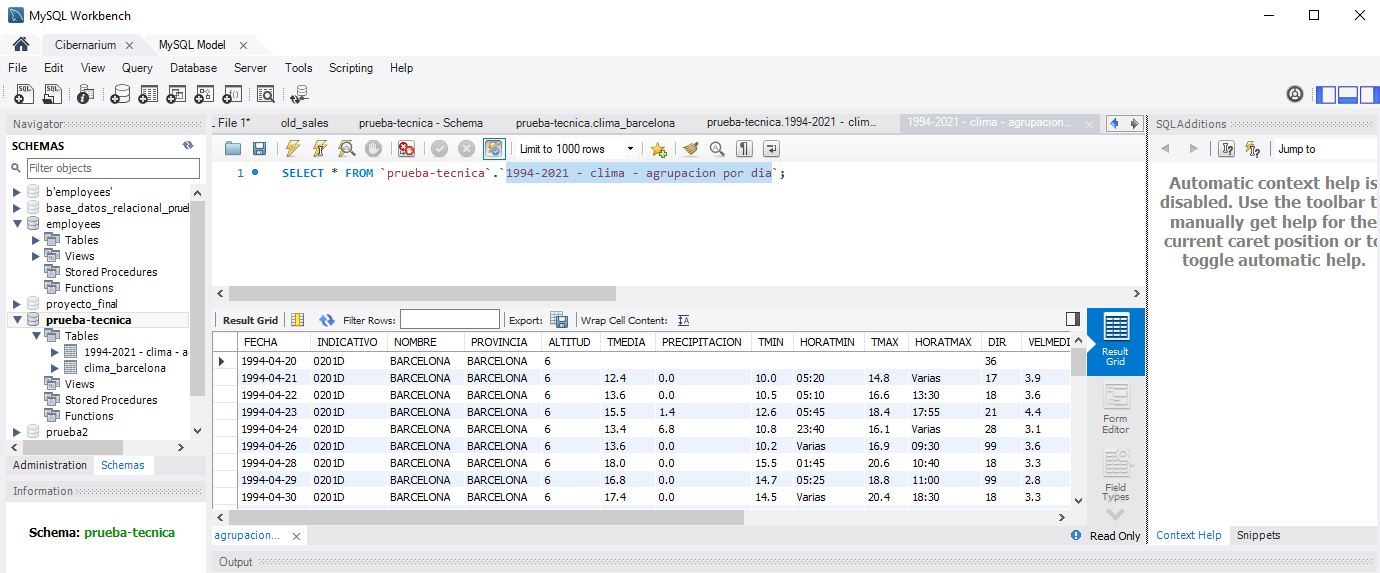 MySQL Workbench
Cibernarium
MySQL Model
File Edit View Query Database Server Tools Scripting Help
Navigator
SCHEMAS
Filter objects
b'employees'
base_datos_relacional_prueb
employees
Tables
Views
Stored Procedures
Functions
proyecto_final
prueba-tecnica
Tables
1994-2021 - clima - a
clima_barcelona
Views
Stored Procedures
Functions
prueba2
Administration Schemas
Information
Schema: prueba-tecnica
_File 1* old_sales prueba-tecnica - Schema prueba-tecnica.clima_barcelona prueba-tecnica.1994-2021 - clim... 1994-2021 - clima - agrupacion...
Limit to 1000 rows
1 SELECT * FROM `prueba-tecnica`.`1994-2021 - clima - agrupacion por dia`;
Result Grid Filter Rows: Export: Wrap Cell Content:
FECHA INDICATIVO NOMBRE PROVINCIA ALTITUD TMEDIA PRECIPITACION TMIN HORATMIN TMAX HORATMAX DIR VELMEDI
1994-04-20 0201D BARCELONA BARCELONA 6 36
1994-04-21 0201D BARCELONA BARCELONA 6 12.4 0.0 10.0 05:20 14.8 Varias 17 3.9
1994-04-22 0201D BARCELONA BARCELONA 6 13.6 0.0 10.5 05:10 16.6 13:30 18 3.6
1994-04-23 0201D BARCELONA BARCELONA 6 15.5 1.4 12.6 05:45 18.4 17:55 21 4.4
1994-04-24 0201D BARCELONA BARCELONA 6 13.4 6.8 10.8 23:40 16.1 Varias 28 3.1
1994-04-26 0201D BARCELONA BARCELONA 6 13.6 0.0 10.2 Varias 16.9 09:30 99 3.6
1994-04-28 0201D BARCELONA BARCELONA 6 18.0 0.0 15.5 01:45 20.6 10:40 18 3.3
1994-04-29 0201D BARCELONA BARCELONA 6 16.8 0.0 14.7 05:25 18.8 11:00 99 2.8
1994-04-30 0201D BARCELONA BARCELONA 6 17.4 0.0 14.5 Varias 20.4 18:30 18 3.3
Result
Grid
Form
Editor
Field
Types
agrupacion...
Read Only
Output
SQLAdditions
Jump to
Automatic context help is
disabled. Use the toolbar t
manually get help for the
current caret position or to
toggle automatic help.
Context Help Snippets